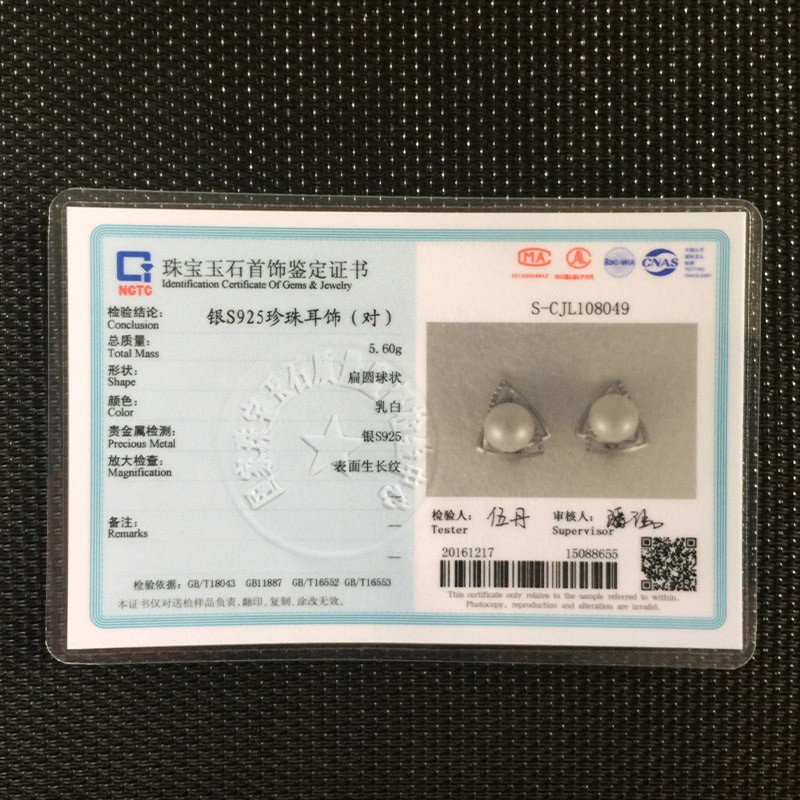 NGTC
珠宝玉石首饰鉴定证书
Identification Certificate Of Gems & Jewelry
检验结论:
Conclusion
银S925珍珠耳饰(对)
总质量:
Total Mass
5.60g
形状:
Shape
扁圆球状
颜色:
Color
乳白
贵金属检测:
Precious Metal
银S925
放大检查:
Magnification
表面生长纹
—
备注:
Remarks
—
—
检验依据: GB/T18043 GB11887 GB/T16552 GB/T16553
本证书仅对送检样品负责,翻印、复制、涂改无效。
MA
AL
CNAS
S-CJL108049
检验人: 伍丹
Tester
审核人:
Supervisor
20161217
15088655
This certificate only relates to the sample referred to within.
Photocopy, reproduction and alteration are invalid.